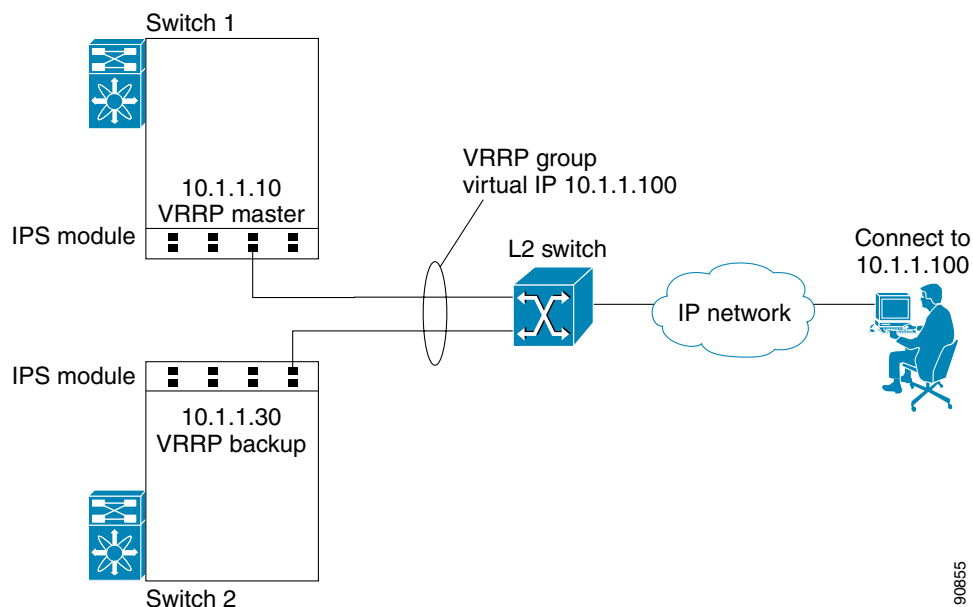 Switch 1
10.1.1.10
VRRP master
IPS module
VRRP group
virtual IP 10.1.1.100
L2 switch
IP network
Connect to
10.1.1.100
IPS module
10.1.1.30
VRRP backup
Switch 2
90855